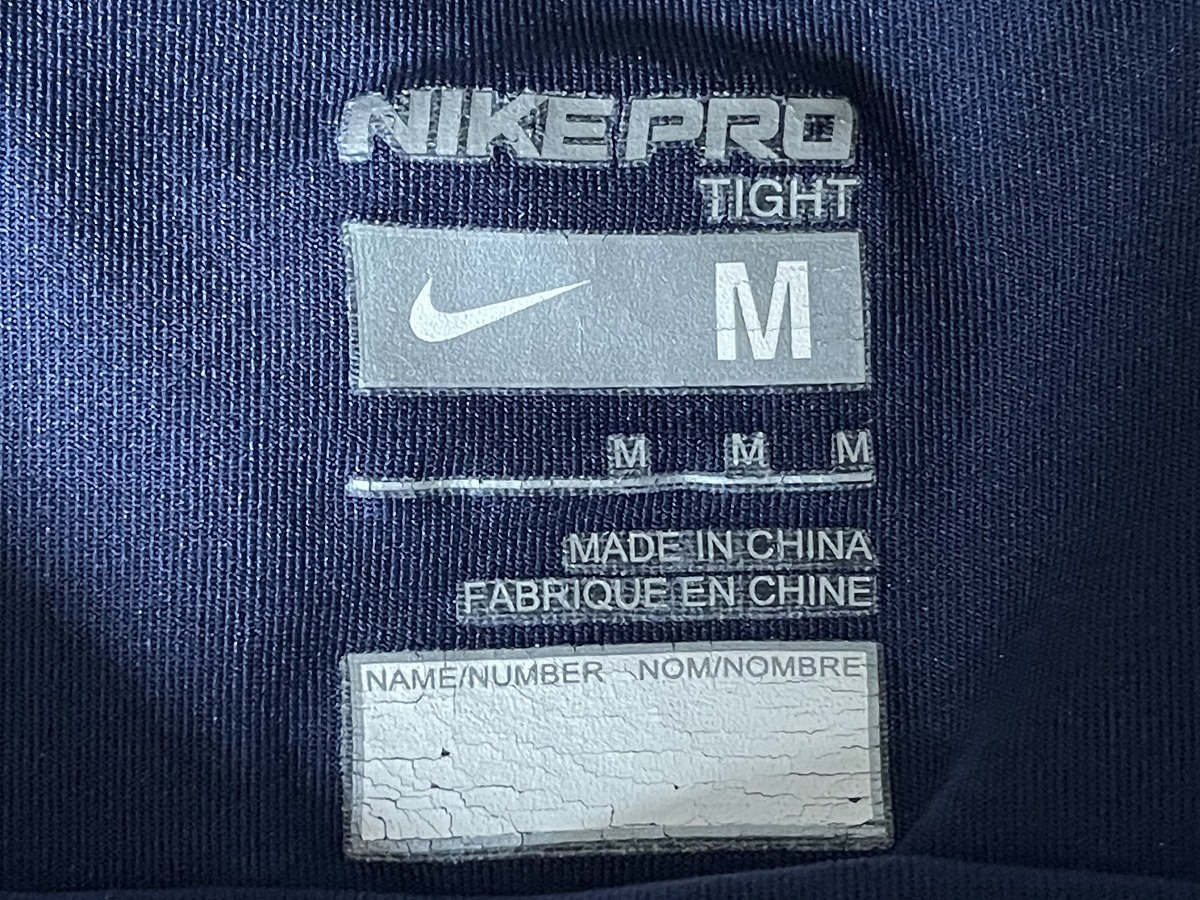 NIKEPRO
TIGHT
M
M M M
MADE IN CHINA
FABRIQUE EN CHINE
NAME/NUMBER NOM/NOMBRE